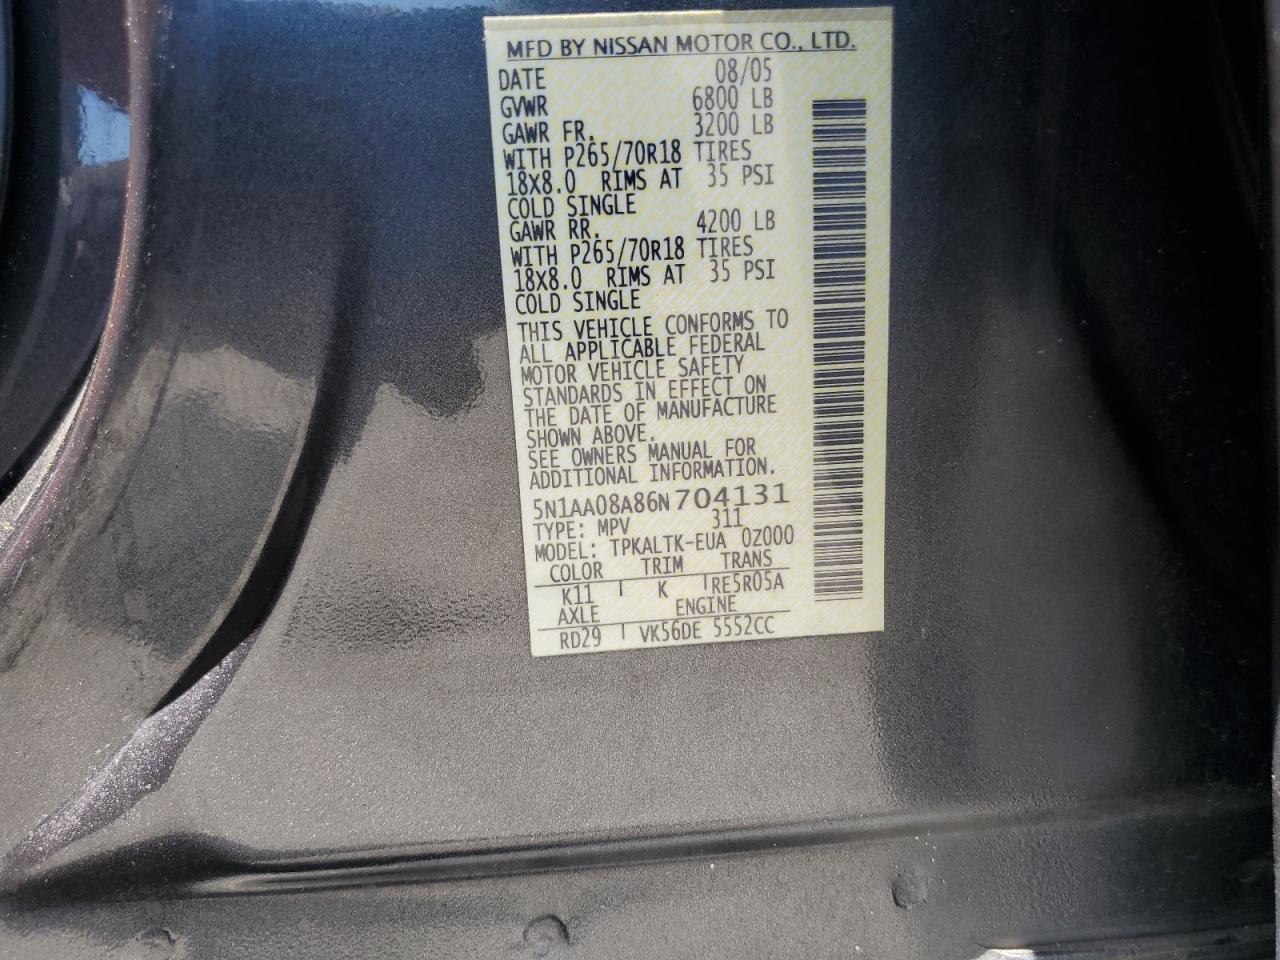 MFD BY NISSAN MOTOR CO., LTD.
DATE 08/05
GVWR 6800 LB
GAWR FR. 3200 LB
WITH P265/70R18 TIRES
18X8.0 RIMS AT 35 PSI
COLD SINGLE
GAWR RR. 4200 LB
WITH P265/70R18 TIRES
18X8.0 RIMS AT 35 PSI
COLD SINGLE
THIS VEHICLE CONFORMS TO
ALL APPLICABLE FEDERAL
MOTOR VEHICLE SAFETY
STANDARDS IN EFFECT ON
THE DATE OF MANUFACTURE
SHOWN ABOVE.
SEE OWNERS MANUAL FOR
ADDITIONAL INFORMATION.
5N1AA08A86N704131
TYPE: MPV 311
MODEL: TPKALTK-EUA 0Z000
COLOR TRIM TRANS
K11 K RE5R05A
AXLE ENGINE
RD29 VK56DE 5552CC